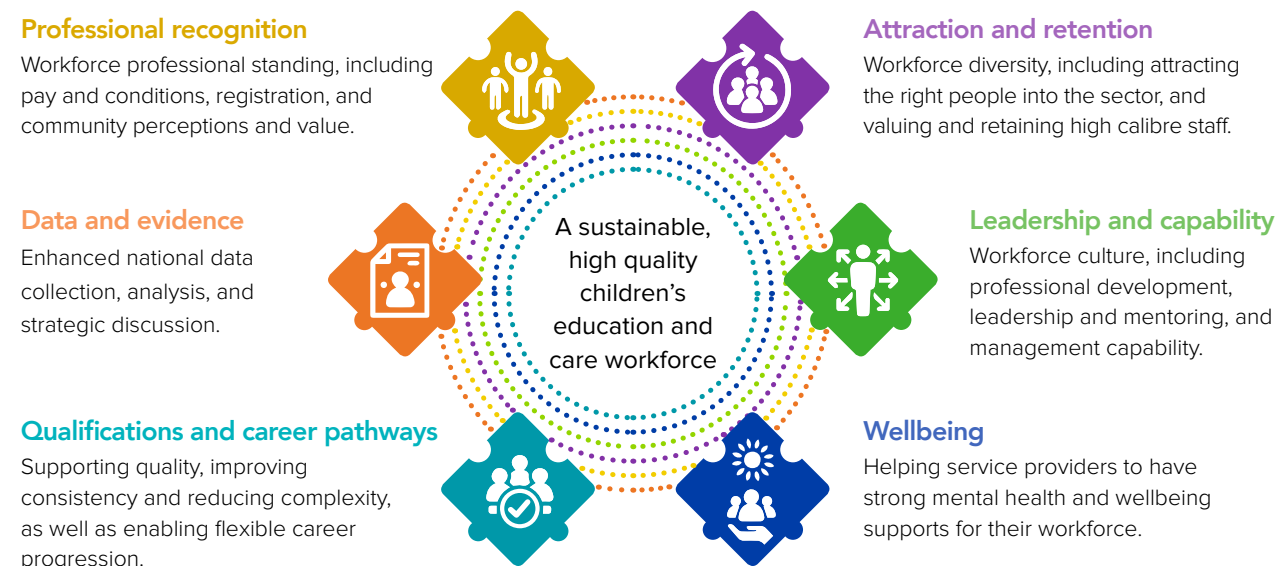 Professional recognition
Workforce professional standing, including
pay and conditions, registration, and
community perceptions and value.
Attraction and retention
Workforce diversity, including attracting
the right people into the sector, and
valuing and retaining high calibre staff.
Data and evidence
Enhanced national data
collection, analysis, and
strategic discussion.
A sustainable,
high quality
children’s
education and
care workforce
Leadership and capability
Workforce culture, including
professional development,
leadership and mentoring, and
management capability.
Qualifications and career pathways
Supporting quality, improving
consistency and reducing complexity,
as well as enabling flexible career
progression.
Wellbeing
Helping service providers to have
strong mental health and wellbeing
supports for their workforce.